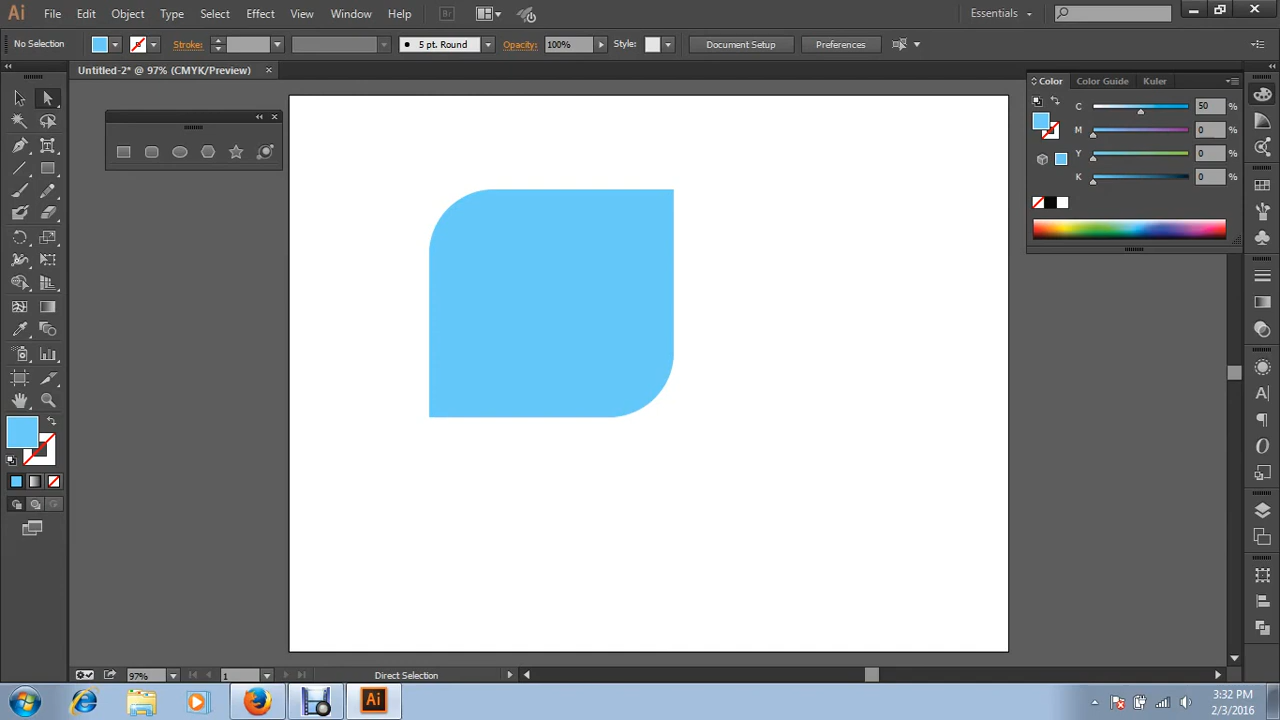 Ai File Edit Object Type Select Effect View Window Help Br Essentials
No Selection Stroke: 5 pt. Round Opacity: 100% Style: Document Setup Preferences
Untitled-2* @ 97% (CMYK/Preview) ×
Color Color Guide Kuler
C 50 %
M 0 %
Y 0 %
K 0 %
97% 1 Direct Selection
Ai
3:32 PM
2/3/2016